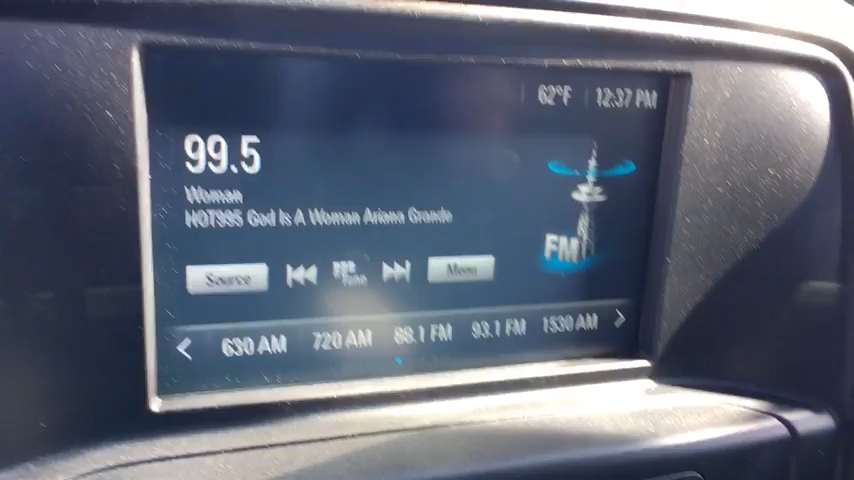 62°F 12:37 PM
99.5
Woman
HOT995 God Is A Woman Ariana Grande
FM
Source Tune Menu
630 AM 720 AM 88.1 FM 93.1 FM 1530 AM